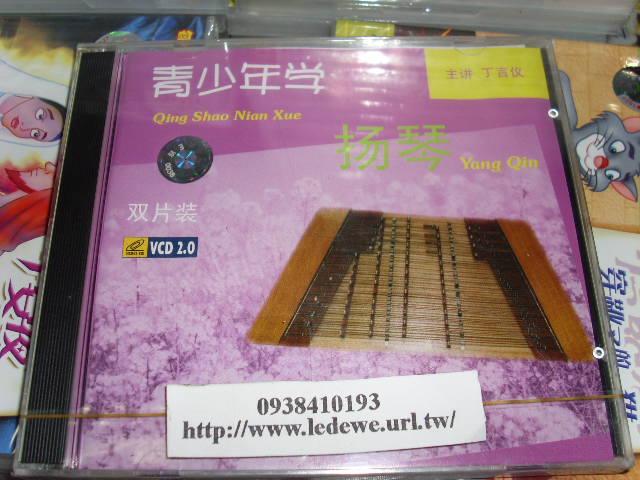 青少年学
Qing Shao Nian Xue
主讲 丁言仪
扬琴
Yang Qin
双片装
VCD 2.0
0938410193
http://www.ledewe.url.tw/